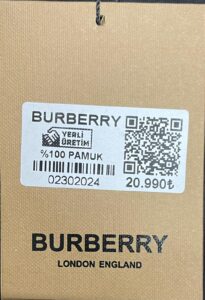 BURBERRY
YERLİ
ÜRETİM
%100 PAMUK
02302024
20.990₺
BURBERRY
LONDON ENGLAND